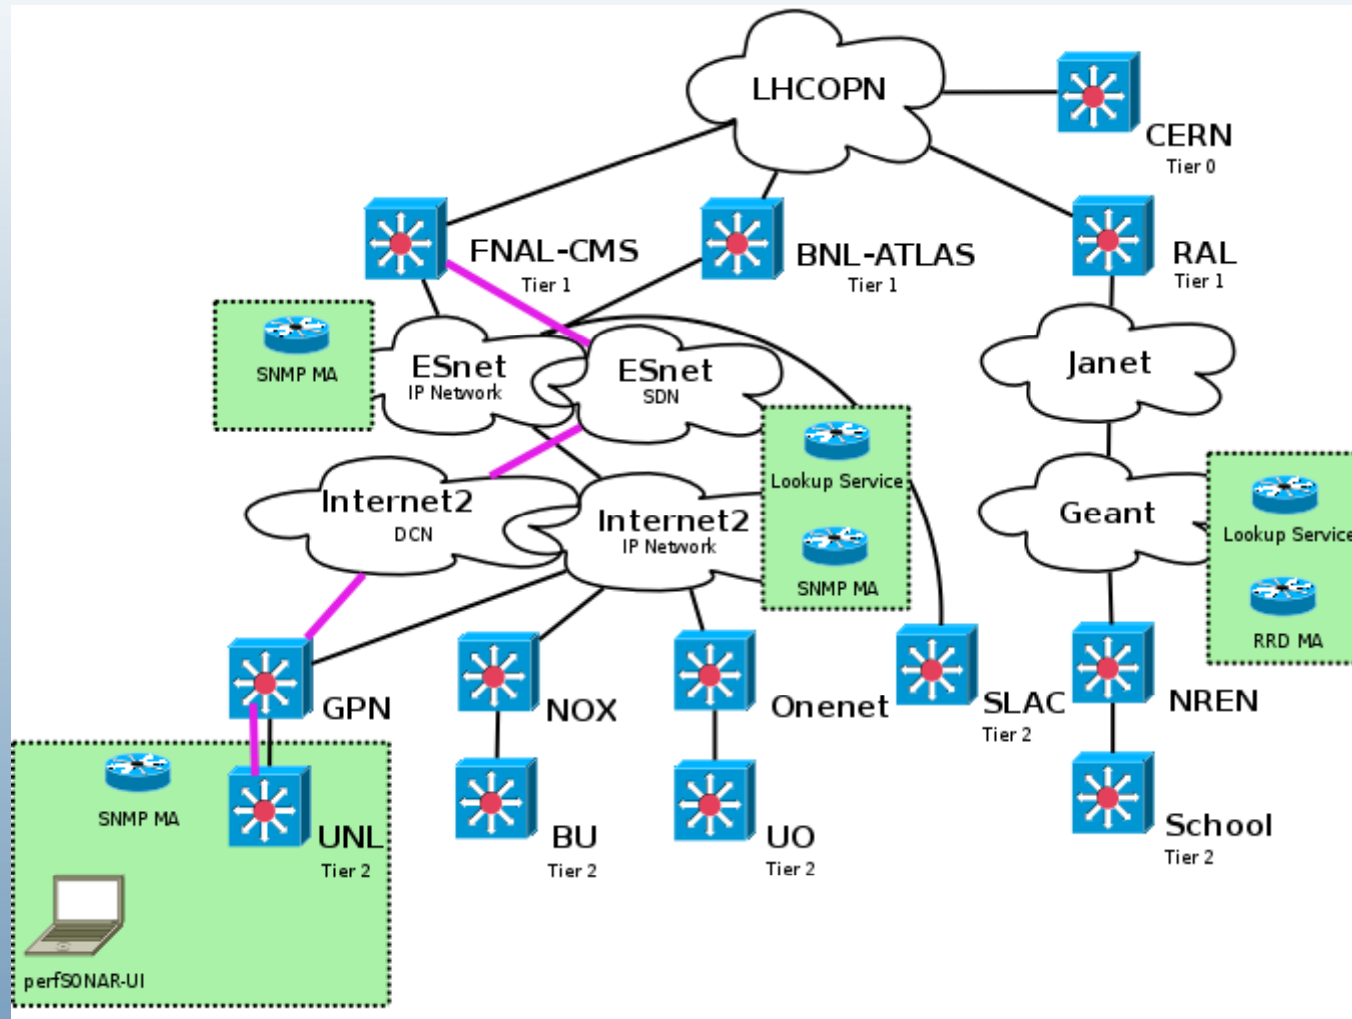 LHCOPN
CERN
Tier 0
FNAL-CMS
Tier 1
BNL-ATLAS
Tier 1
RAL
Tier 1
SNMP MA
ESnet
IP Network
ESnet
SDN
Janet
Lookup Service
SNMP MA
Internet2
DCN
Internet2
IP Network
Geant
Lookup Service
RRD MA
GPN
NOX
Onenet
SLAC
Tier 2
NREN
SNMP MA
UNL
Tier 2
BU
Tier 2
UO
Tier 2
School
Tier 2
perfSONAR-UI